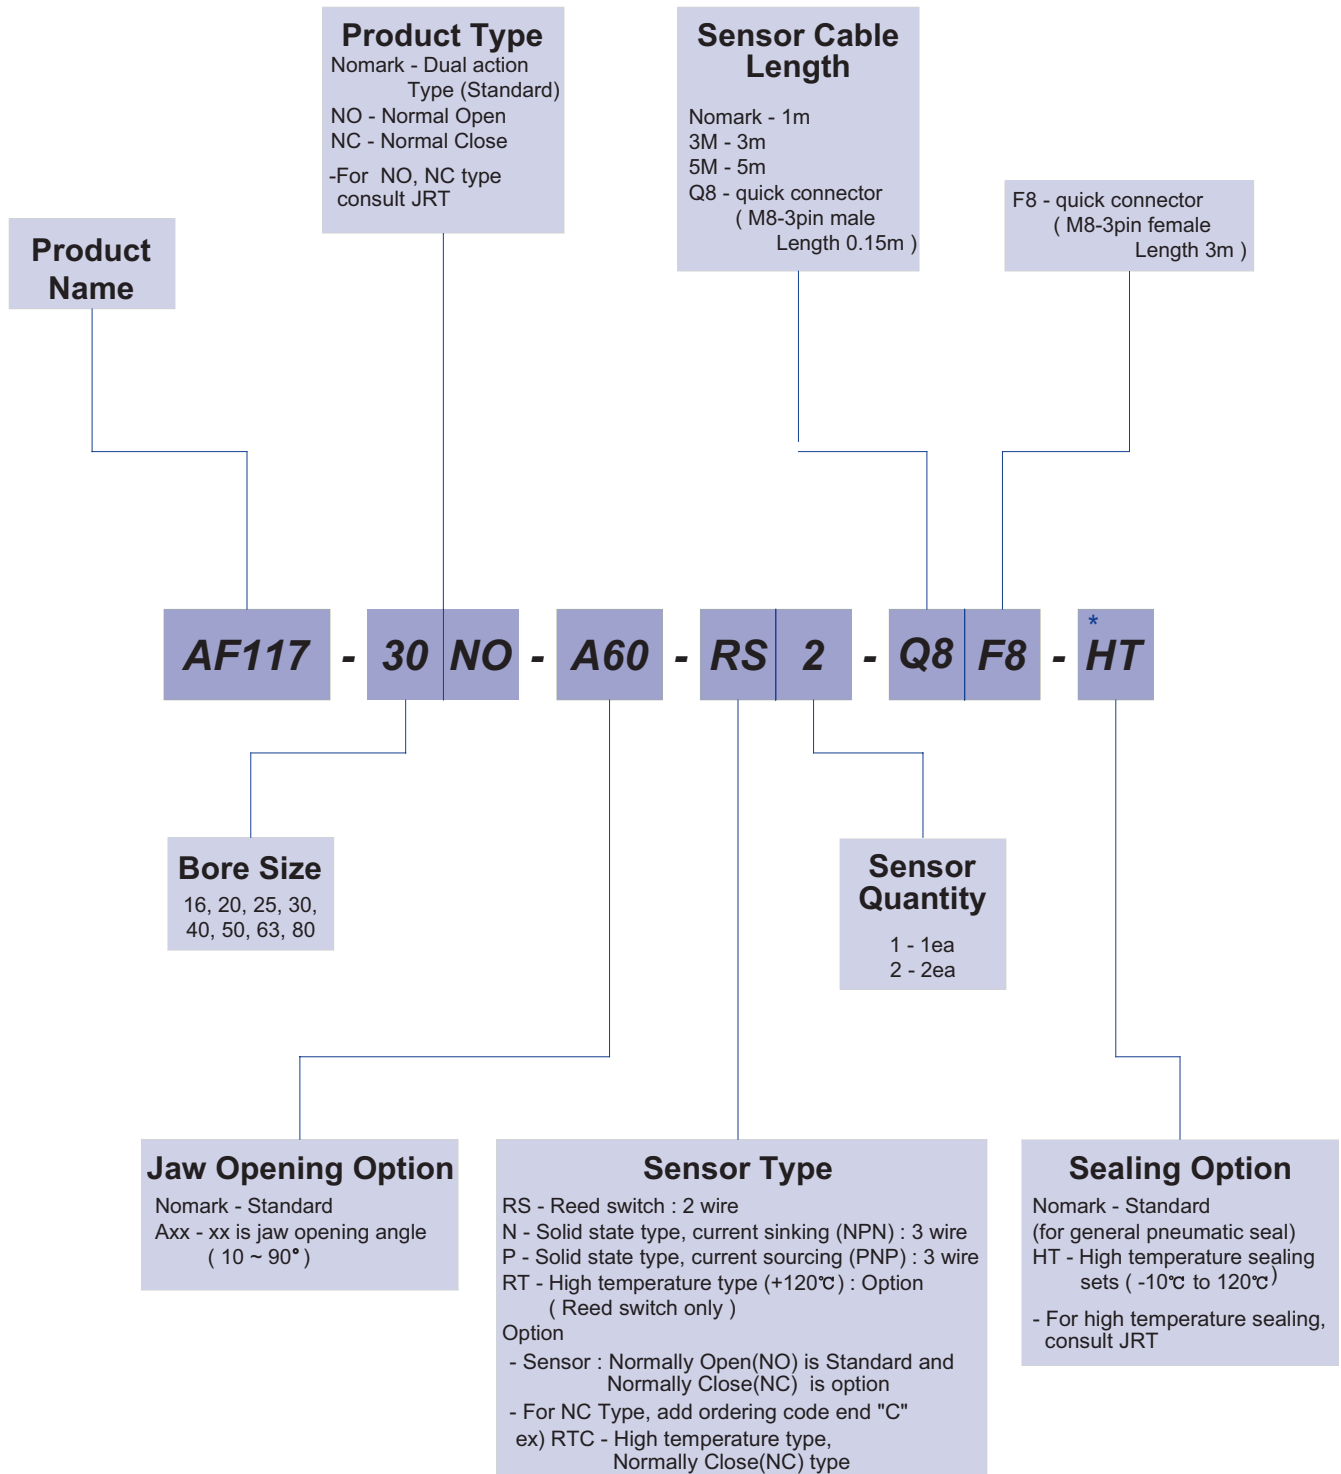 Product Type
Nomark - Dual action
Type (Standard)
NO - Normal Open
NC - Normal Close
-For NO, NC type
consult JRT
Sensor Cable
Length
Nomark - 1m
3M - 3m
5M - 5m
Q8 - quick connector
( M8-3pin male
Length 0.15m )
F8 - quick connector
( M8-3pin female
Length 3m )
Product
Name
AF117 - 30 NO - A60 - RS 2 - Q8 F8 - *HT
Bore Size
16, 20, 25, 30,
40, 50, 63, 80
Sensor
Quantity
1 - 1ea
2 - 2ea
Jaw Opening Option
Nomark - Standard
Axx - xx is jaw opening angle
( 10 ~ 90° )
Sensor Type
RS - Reed switch : 2 wire
N - Solid state type, current sinking (NPN) : 3 wire
P - Solid state type, current sourcing (PNP) : 3 wire
RT - High temperature type (+120℃) : Option
( Reed switch only )
Option
- Sensor : Normally Open(NO) is Standard and
Normally Close(NC) is option
- For NC Type, add ordering code end "C"
ex) RTC - High temperature type,
Normally Close(NC) type
Sealing Option
Nomark - Standard
(for general pneumatic seal)
HT - High temperature sealing
sets ( -10℃ to 120℃)
- For high temperature sealing,
consult JRT